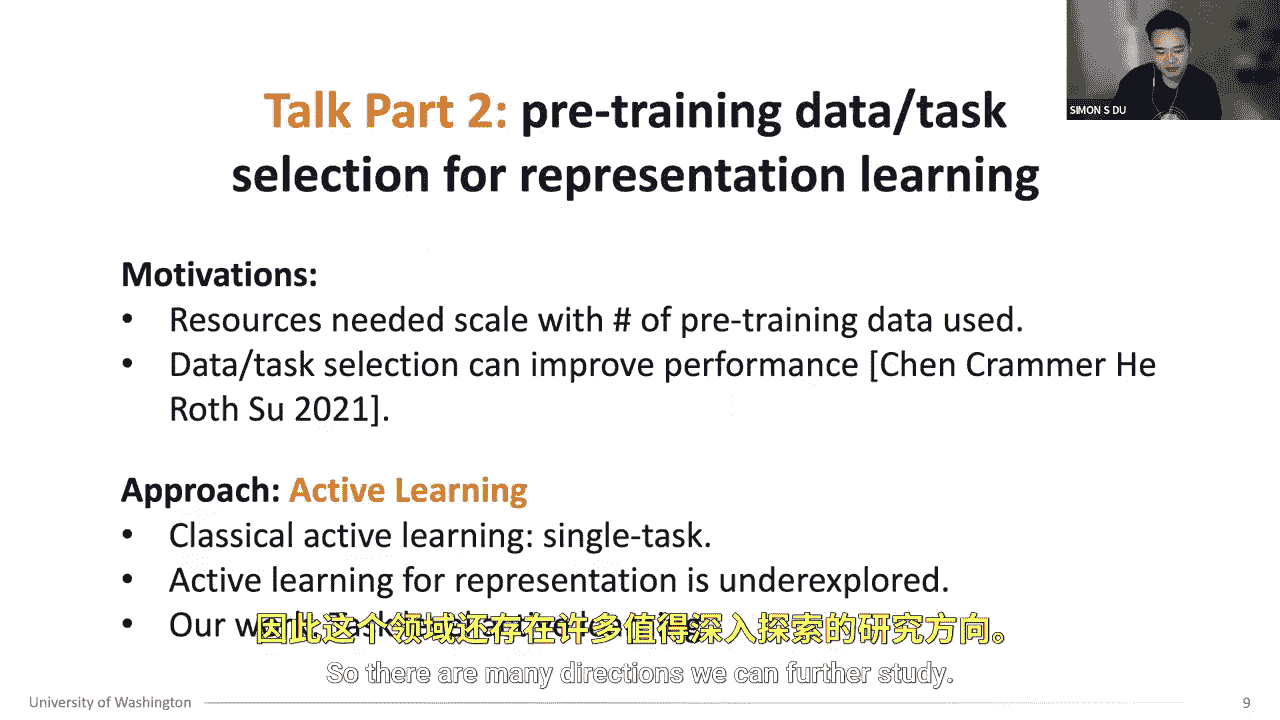 SIMON S DU
Talk Part 2: pre-training data/task
selection for representation learning
Motivations:
• Resources needed scale with # of pre-training data used.
• Data/task selection can improve performance [Chen Crammer He
Roth Su 2021].
Approach: Active Learning
• Classical active learning: single-task.
• Active learning for representation is underexplored.
• Our
因此这个领域还存在许多值得深入探索的研究方向。
So there are many directions we can further study.
University of Washington
9